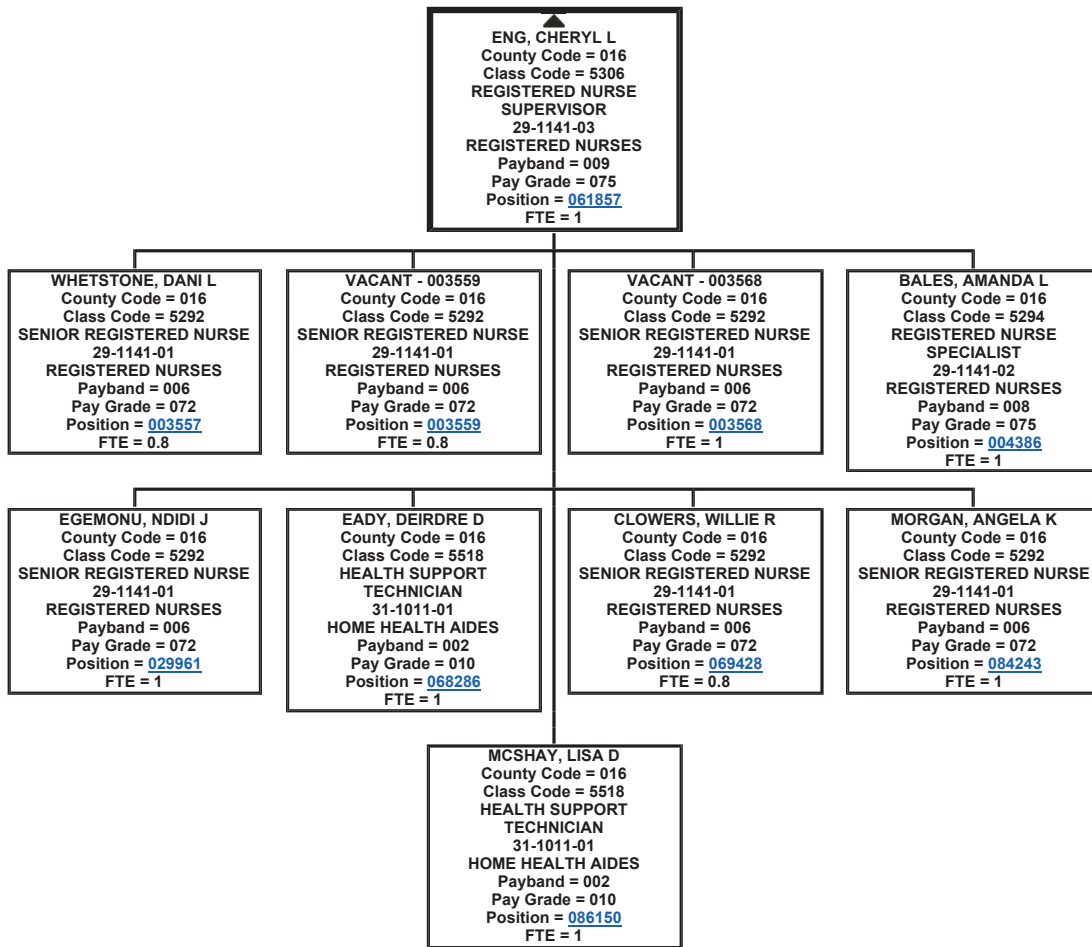 ENG, CHERYL L
County Code = 016
Class Code = 5306
REGISTERED NURSE
SUPERVISOR
29-1141-03
REGISTERED NURSES
Payband = 009
Pay Grade = 075
Position = 061857
FTE = 1
WHETSTONE, DANI L
County Code = 016
Class Code = 5292
SENIOR REGISTERED NURSE
29-1141-01
REGISTERED NURSES
Payband = 006
Pay Grade = 072
Position = 003557
FTE = 0.8
VACANT - 003559
County Code = 016
Class Code = 5292
SENIOR REGISTERED NURSE
29-1141-01
REGISTERED NURSES
Payband = 006
Pay Grade = 072
Position = 003559
FTE = 0.8
VACANT - 003568
County Code = 016
Class Code = 5292
SENIOR REGISTERED NURSE
29-1141-01
REGISTERED NURSES
Payband = 006
Pay Grade = 072
Position = 003568
FTE = 1
BALES, AMANDA L
County Code = 016
Class Code = 5294
REGISTERED NURSE
SPECIALIST
29-1141-02
REGISTERED NURSES
Payband = 008
Pay Grade = 075
Position = 004386
FTE = 1
EGEMONU, NDIDI J
County Code = 016
Class Code = 5292
SENIOR REGISTERED NURSE
29-1141-01
REGISTERED NURSES
Payband = 006
Pay Grade = 072
Position = 029961
FTE = 1
EADY, DEIRDRE D
County Code = 016
Class Code = 5518
HEALTH SUPPORT
TECHNICIAN
31-1011-01
HOME HEALTH AIDES
Payband = 002
Pay Grade = 010
Position = 068286
FTE = 1
CLOWERS, WILLIE R
County Code = 016
Class Code = 5292
SENIOR REGISTERED NURSE
29-1141-01
REGISTERED NURSES
Payband = 006
Pay Grade = 072
Position = 069428
FTE = 0.8
MORGAN, ANGELA K
County Code = 016
Class Code = 5292
SENIOR REGISTERED NURSE
29-1141-01
REGISTERED NURSES
Payband = 006
Pay Grade = 072
Position = 084243
FTE = 1
MCSHAY, LISA D
County Code = 016
Class Code = 5518
HEALTH SUPPORT
TECHNICIAN
31-1011-01
HOME HEALTH AIDES
Payband = 002
Pay Grade = 010
Position = 086150
FTE = 1